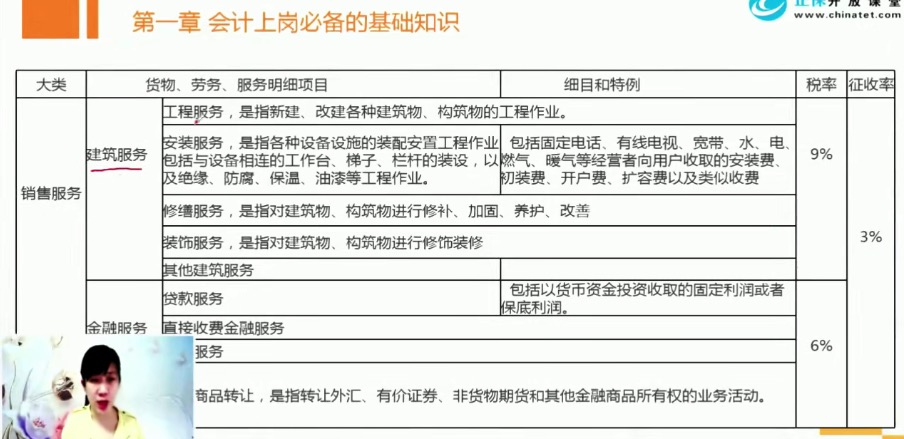 第一章 会计上岗必备的基础知识
开放课堂
www.chinatet.com
大类 货物、劳务、服务明细项目 细目和特例 税率 征收率
销售服务
建筑服务
工程服务，是指新建、改建各种建筑物、构筑物的工程作业。
安装服务，是指各种设备设施的装配安置工程作业
包括与设备相连的工作台、梯子、栏杆的装设，以
及绝缘、防腐、保温、油漆等工程作业。
包括固定电话、有线电视、宽带、水、电、
燃气、暖气等经营者向用户收取的安装费、
初装费、开户费、扩容费以及类似收费
9%
修缮服务，是指对建筑物、构筑物进行修补、加固、养护、改善
装饰服务，是指对建筑物、构筑物进行修饰装修
其他建筑服务
3%
金融服务
贷款服务
包括以货币资金投资收取的固定利润或者
保底利润。
直接收费金融服务
服务
商品转让，是指转让外汇、有价证券、非货物期货和其他金融商品所有权的业务活动。
6%